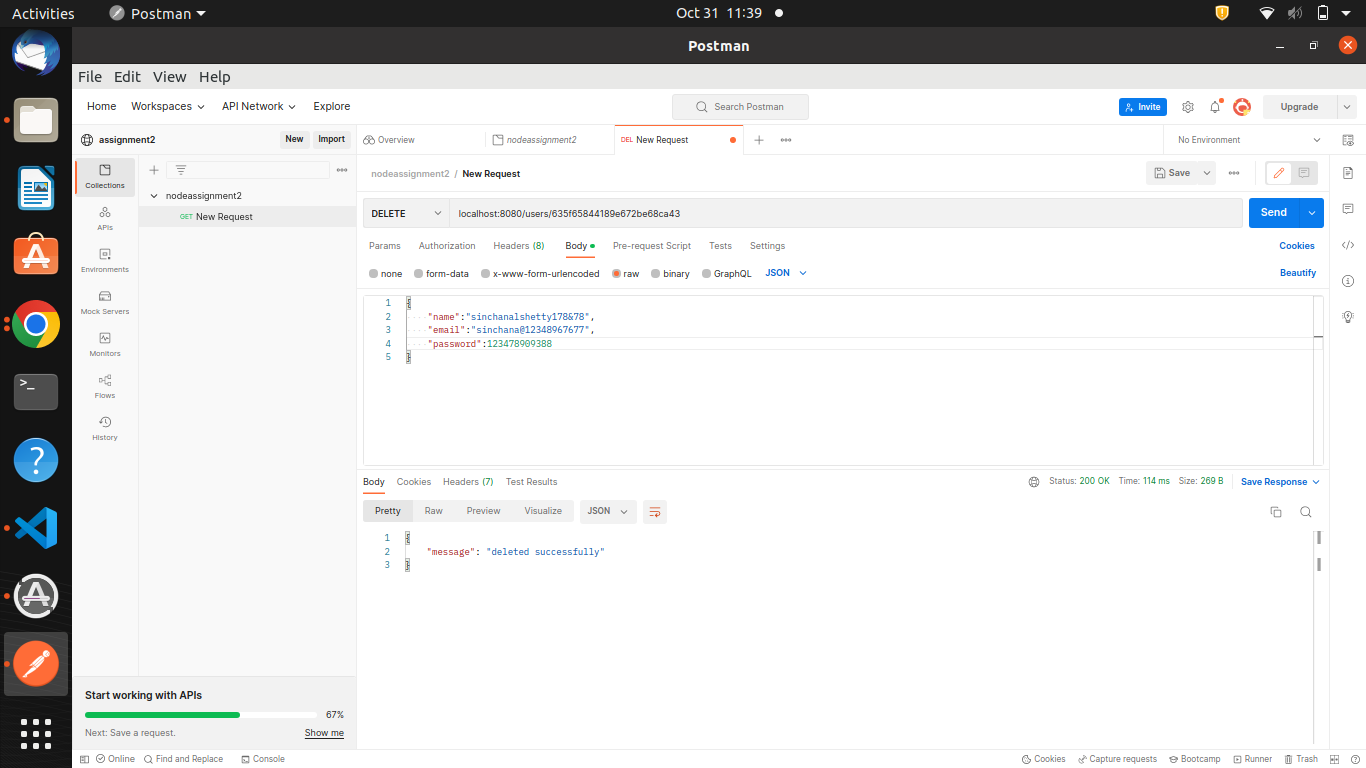 Activities Postman Oct 31 11:39
Postman
File Edit View Help
Home Workspaces API Network Explore Search Postman Invite Upgrade
assignment2 New Import Overview nodeassignment2 DEL New Request No Environment
Collections
nodeassignment2 / New Request Save
nodeassignment2
GET New Request
DELETE localhost:8080/users/635f65844189e672be68ca43 Send
APIs
Params Authorization Headers (8) Body Pre-request Script Tests Settings Cookies
Environments
none form-data x-www-form-urlencoded raw binary GraphQL JSON Beautify
Mock Servers
1 {
2 "name":"sinchanalshetty178&78",
3 "email":"sinchana@12348967677",
4 "password":123478909388
5 }
Monitors
Flows
History
Body Cookies Headers (7) Test Results Status: 200 OK Time: 114 ms Size: 269 B Save Response
Pretty Raw Preview Visualize JSON
1 {
2 "message": "deleted successfully"
3 }
Start working with APIs
67%
Next: Save a request. Show me
Online Find and Replace Console Cookies Capture requests Bootcamp Runner Trash